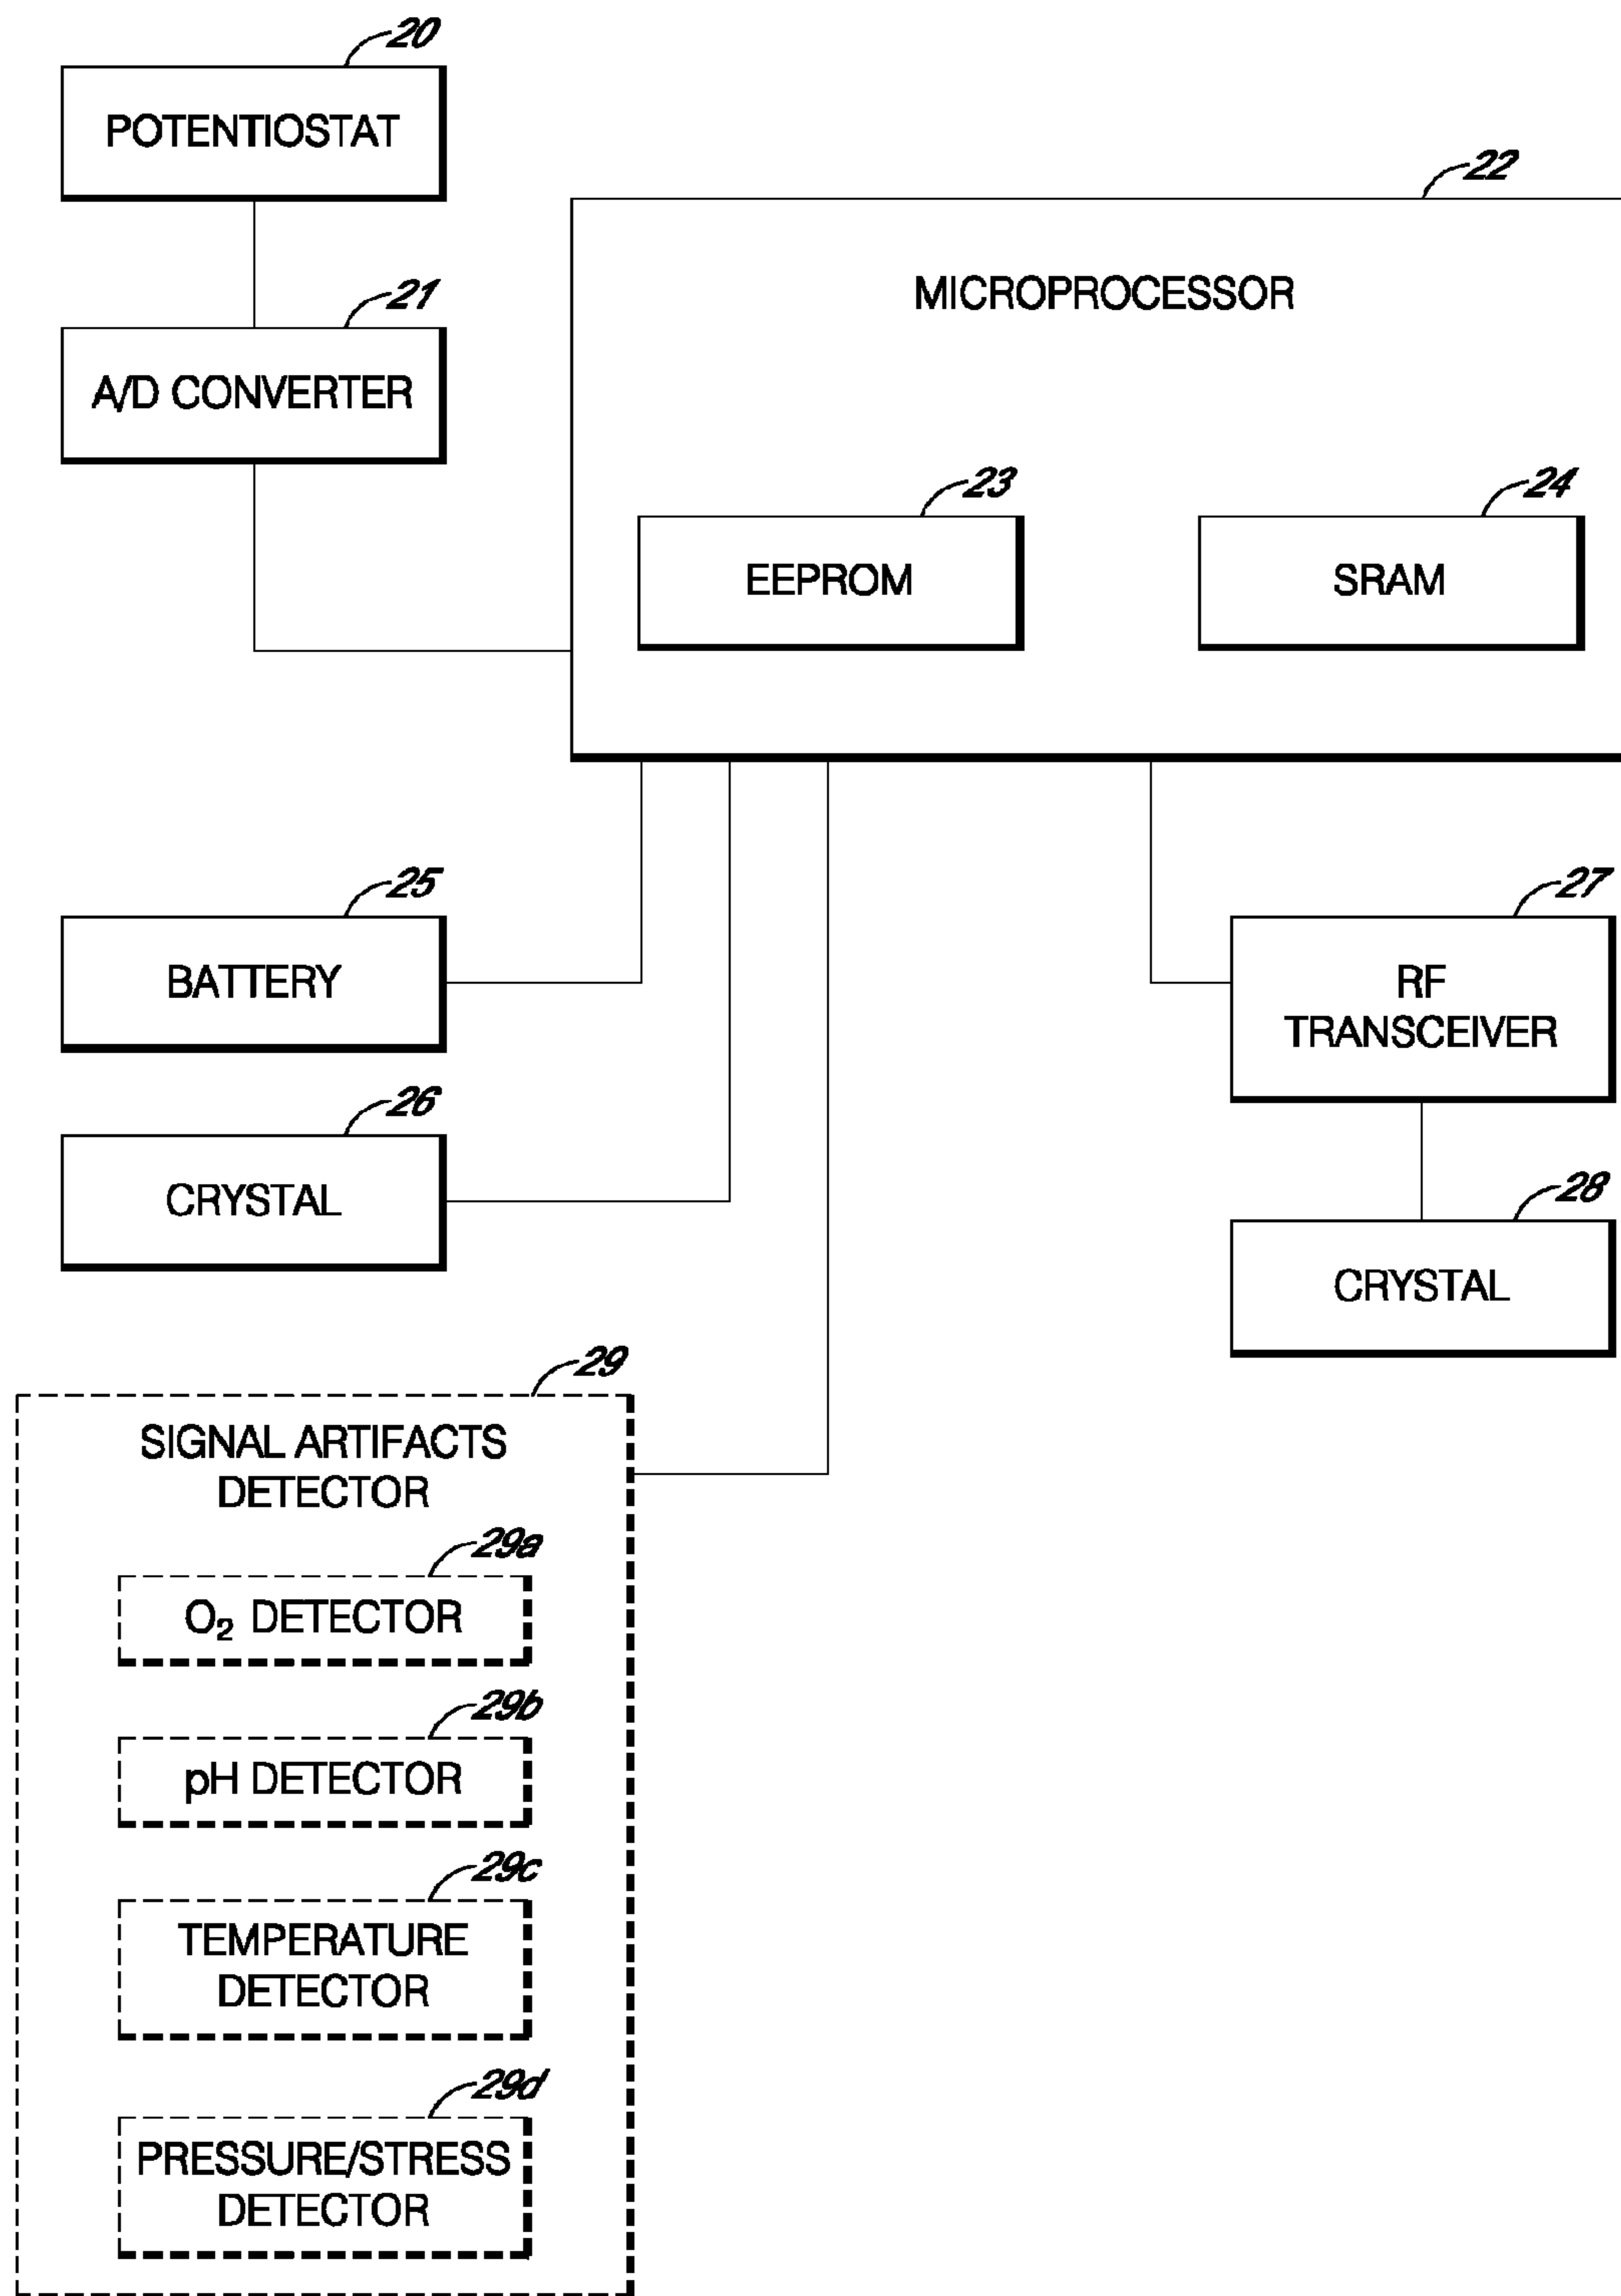 20
POTENTIOSTAT
22
MICROPROCESSOR
21
A/D CONVERTER
23
EEPROM
24
SRAM
25
BATTERY
27
RF
TRANSCEIVER
26
CRYSTAL
28
CRYSTAL
29
SIGNAL ARTIFACTS
DETECTOR
29a
O₂ DETECTOR
29b
pH DETECTOR
29c
TEMPERATURE
DETECTOR
29d
PRESSURE/STRESS
DETECTOR